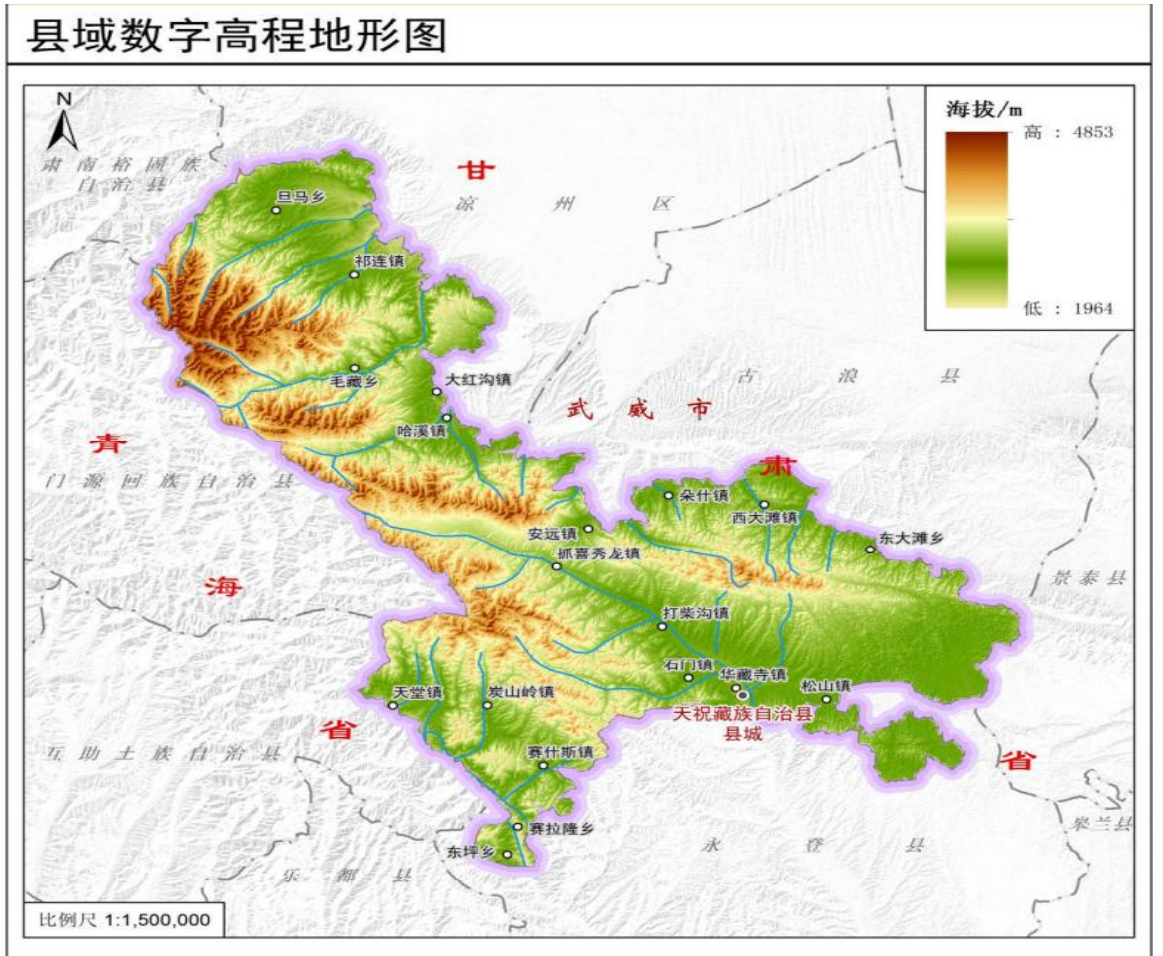 县域数字高程地形图
N
海拔/m
高 : 4853
低 : 1964
甘
肃南裕固族
自治县
凉州区
旦马乡
祁连镇
毛藏乡
大红沟镇
古浪县
武威市
哈溪镇
青
肃
门源回族自治县
朵什镇
西大滩镇
安远镇
东大滩乡
抓喜秀龙镇
海
景泰县
打柴沟镇
石门镇
华藏寺镇
天堂镇
炭山岭镇
松山镇
天祝藏族自治县
县城
省
互助土族自治县
赛什斯镇
省
赛拉隆乡
皋兰县
东坪乡
永登县
乐都县
比例尺 1:1,500,000